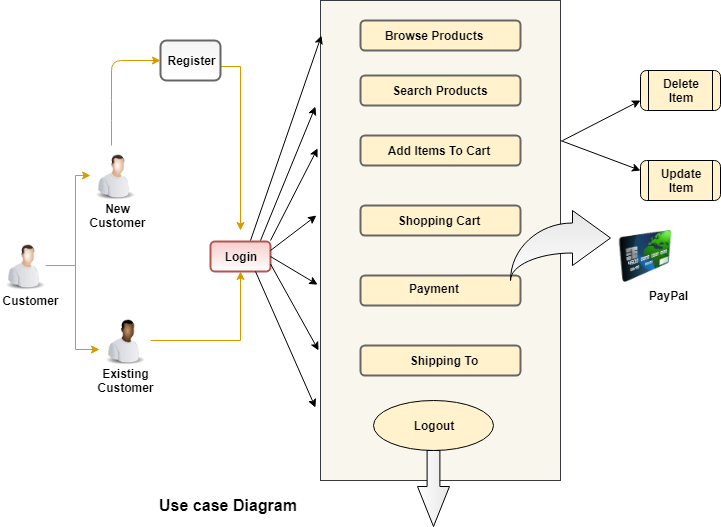 Browse Products
Register
Search Products
Delete
Item
Add Items To Cart
Update
Item
New
Customer
Shopping Cart
Login
Customer
Payment
PayPal
Shipping To
Existing
Customer
Logout
Use case Diagram